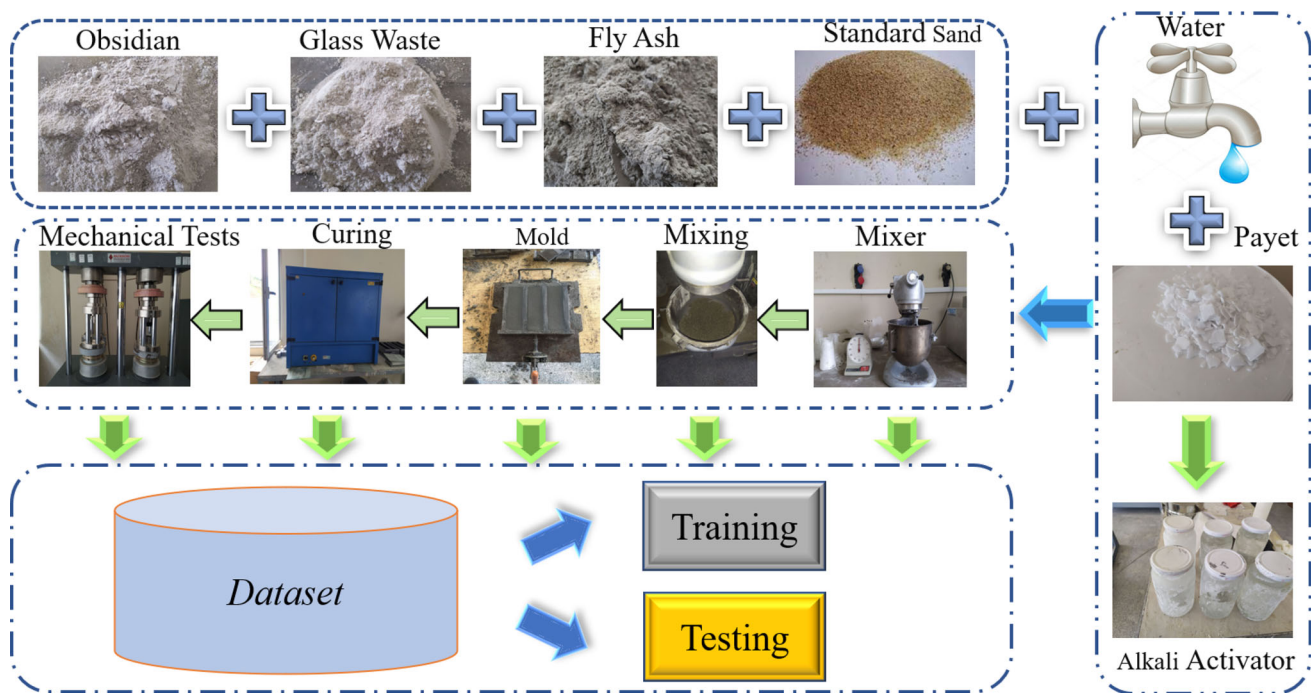 Obsidian
Glass Waste
Fly Ash
Standard Sand
Water
Payet
Alkali Activator
Mechanical Tests
Curing
Mold
Mixing
Mixer
Dataset
Training
Testing